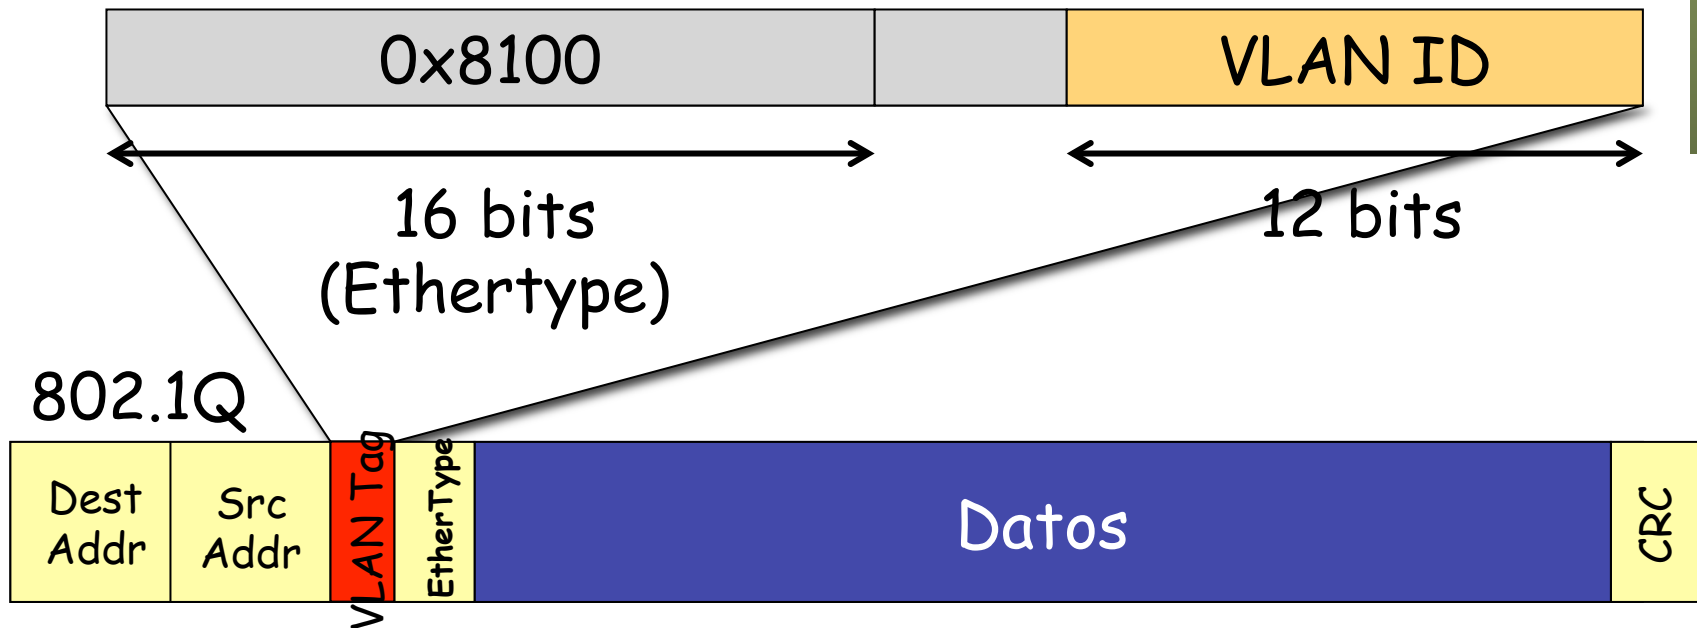 0x8100
VLAN ID
16 bits
(Ethertype)
12 bits
802.1Q
Dest
Addr
Src
Addr
VLAN Tag
EtherType
Datos
CRC